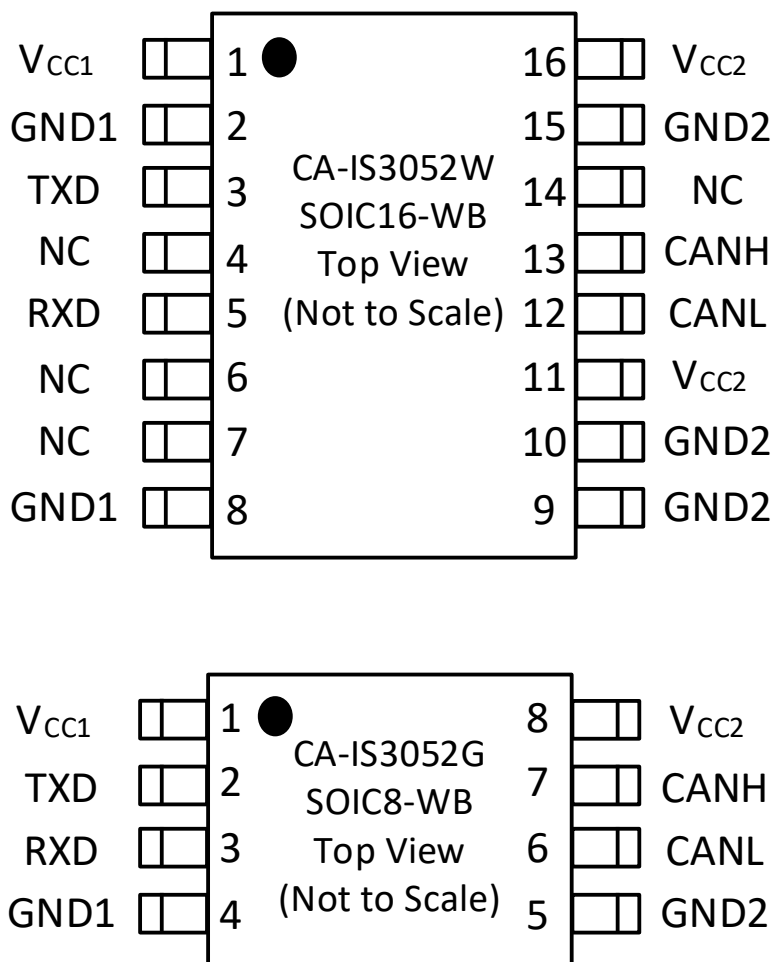 VCC1 1 16 VCC2
GND1 2 15 GND2
TXD 3 CA-IS3052W 14 NC
SOIC16-WB
NC 4 Top View 13 CANH
RXD 5 (Not to Scale) 12 CANL
NC 6 11 VCC2
NC 7 10 GND2
GND1 8 9 GND2
VCC1 1 8 VCC2
CA-IS3052G
TXD 2 SOIC8-WB 7 CANH
RXD 3 Top View 6 CANL
GND1 4 (Not to Scale) 5 GND2